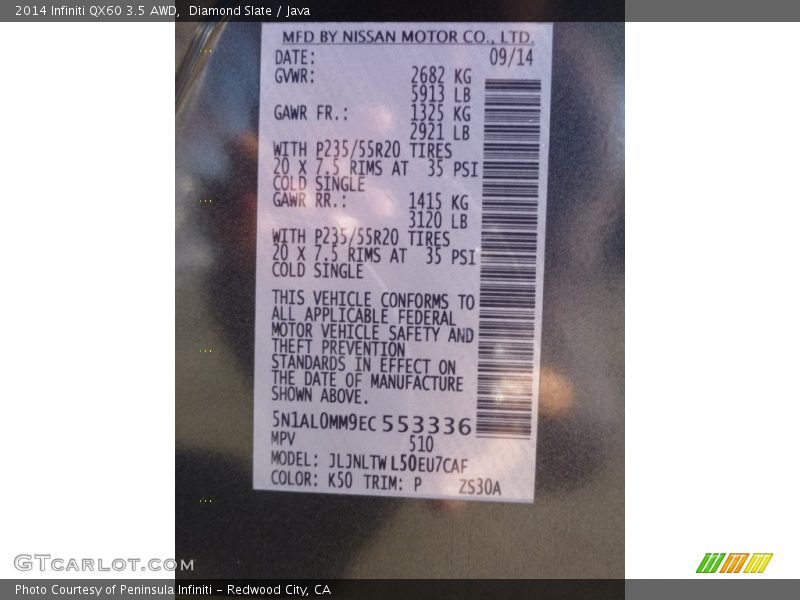 2014 Infiniti QX60 3.5 AWD,  Diamond Slate / Java
MFD BY NISSAN MOTOR CO., LTD.
DATE: 09/14
GVWR: 2682 KG
5913 LB
GAWR FR.: 1325 KG
2921 LB
WITH P235/55R20 TIRES
20 X 7.5 RIMS AT 35 PSI
COLD SINGLE
GAWR RR.: 1415 KG
3120 LB
WITH P235/55R20 TIRES
20 X 7.5 RIMS AT 35 PSI
COLD SINGLE
THIS VEHICLE CONFORMS TO
ALL APPLICABLE FEDERAL
MOTOR VEHICLE SAFETY AND
THEFT PREVENTION
STANDARDS IN EFFECT ON
THE DATE OF MANUFACTURE
SHOWN ABOVE.
5N1AL0MM9EC553336
MPV 510
MODEL: JLJNLTWL50EU7CAF
COLOR: K50 TRIM: P ZS30A
GTCARLOT.COM
Photo Courtesy of Peninsula Infiniti – Redwood City, CA